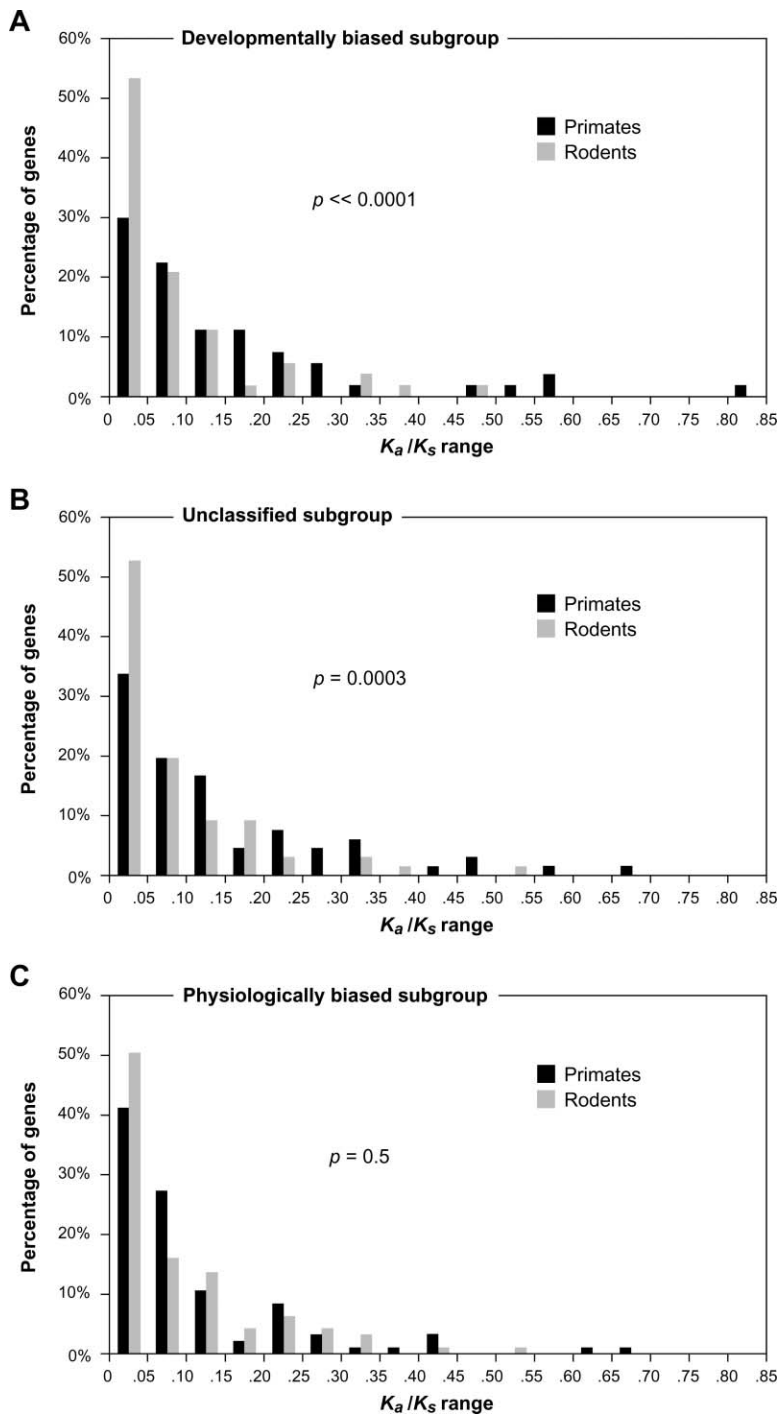 A
Developmentally biased subgroup
60%
50%
40%
30%
20%
10%
0%
Percentage of genes
Primates
Rodents
p << 0.0001
0 .05 .10 .15 .20 .25 .30 .35 .40 .45 .50 .55 .60 .65 .70 .75 .80 .85
Ka/Ks range
B
Unclassified subgroup
60%
50%
40%
30%
20%
10%
0%
Percentage of genes
Primates
Rodents
p = 0.0003
0 .05 .10 .15 .20 .25 .30 .35 .40 .45 .50 .55 .60 .65 .70 .75 .80 .85
Ka/Ks range
C
Physiologically biased subgroup
60%
50%
40%
30%
20%
10%
0%
Percentage of genes
Primates
Rodents
p = 0.5
0 .05 .10 .15 .20 .25 .30 .35 .40 .45 .50 .55 .60 .65 .70 .75 .80 .85
Ka/Ks range